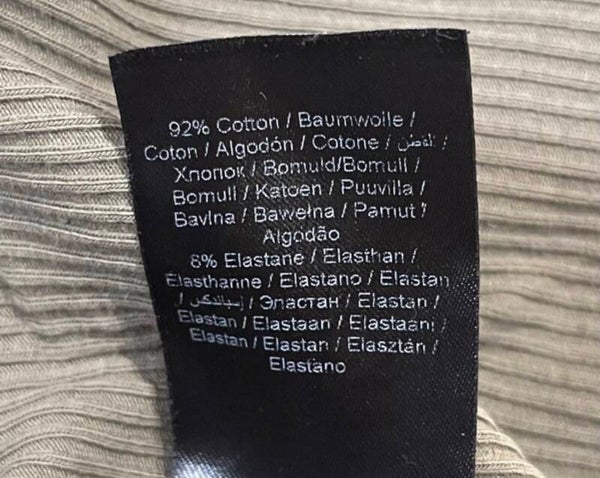 92% Cotton / Baumwolle /
Coton / Algodón / Cotone / القطن /
Хлопок / Bomuld/Bomull /
Bomull / Katoen / Puuvilla /
Bavlna / Bawełna / Pamut /
Algodão
8% Elastane / Elasthan /
Elasthanne / Elastano / Elastan
/ إسباندكس / Эластан / Elastan /
Elastan / Elastaan / Elastaani /
Elastan / Elastan / Elasztán /
Elastano